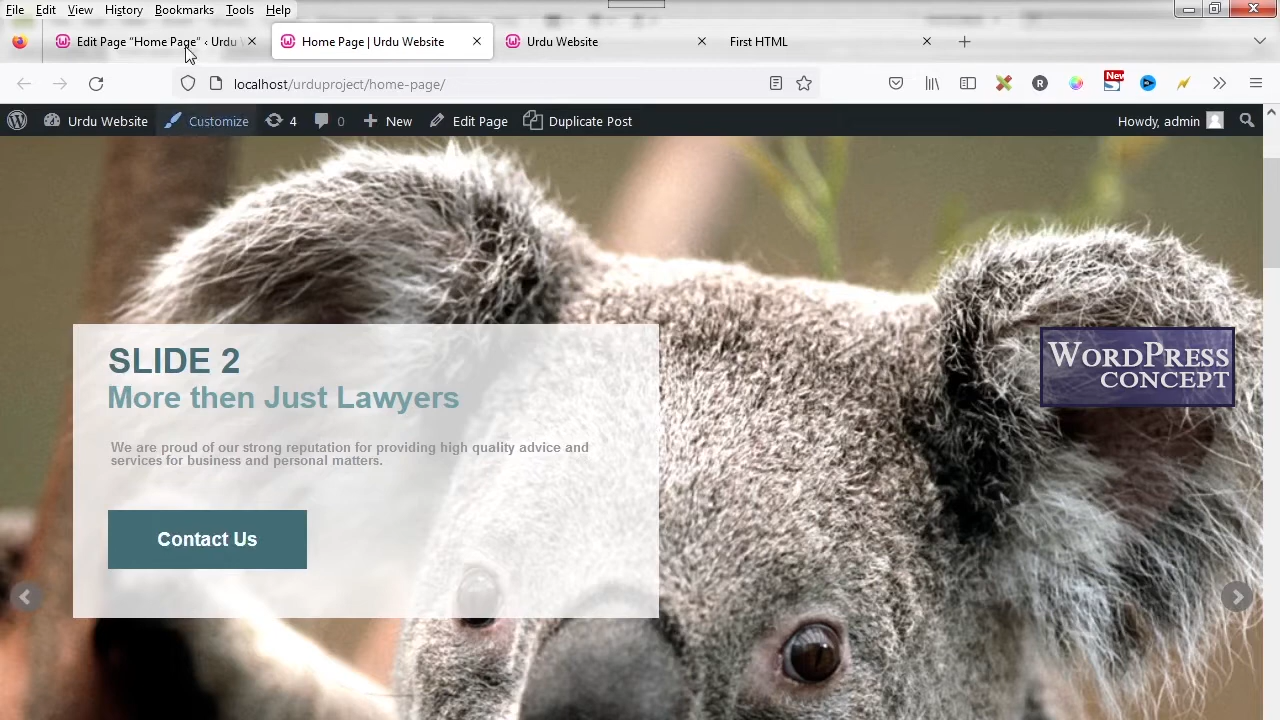 File Edit View History Bookmarks Tools Help
Edit Page “Home Page” ‹ Urdu
Home Page | Urdu Website
Urdu Website
First HTML
localhost/urduproject/home-page/
R
New
Urdu Website
Customize
4
0
New
Edit Page
Duplicate Post
Howdy, admin
SLIDE 2
More then Just Lawyers
We are proud of our strong reputation for providing high quality advice and
services for business and personal matters.
Contact Us
WORDPRESS
CONCEPT